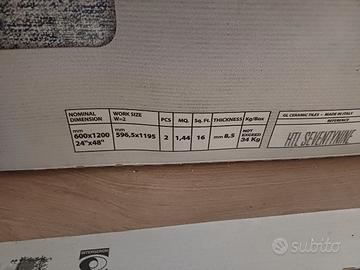 NOMINAL DIMENSION
mm 600x1200 24"x48"
WORK SIZE W=2
mm 596,5x1195
PCS
2
MQ.
1,44
Sq. Ft.
16
THICKNESS
mm 8,5
Kg/Box
NOT EXCEED 34 Kg
GL CERAMIC TILES - MADE IN ITALY
REFERENCE
HTL SEVENTYNINE
subito